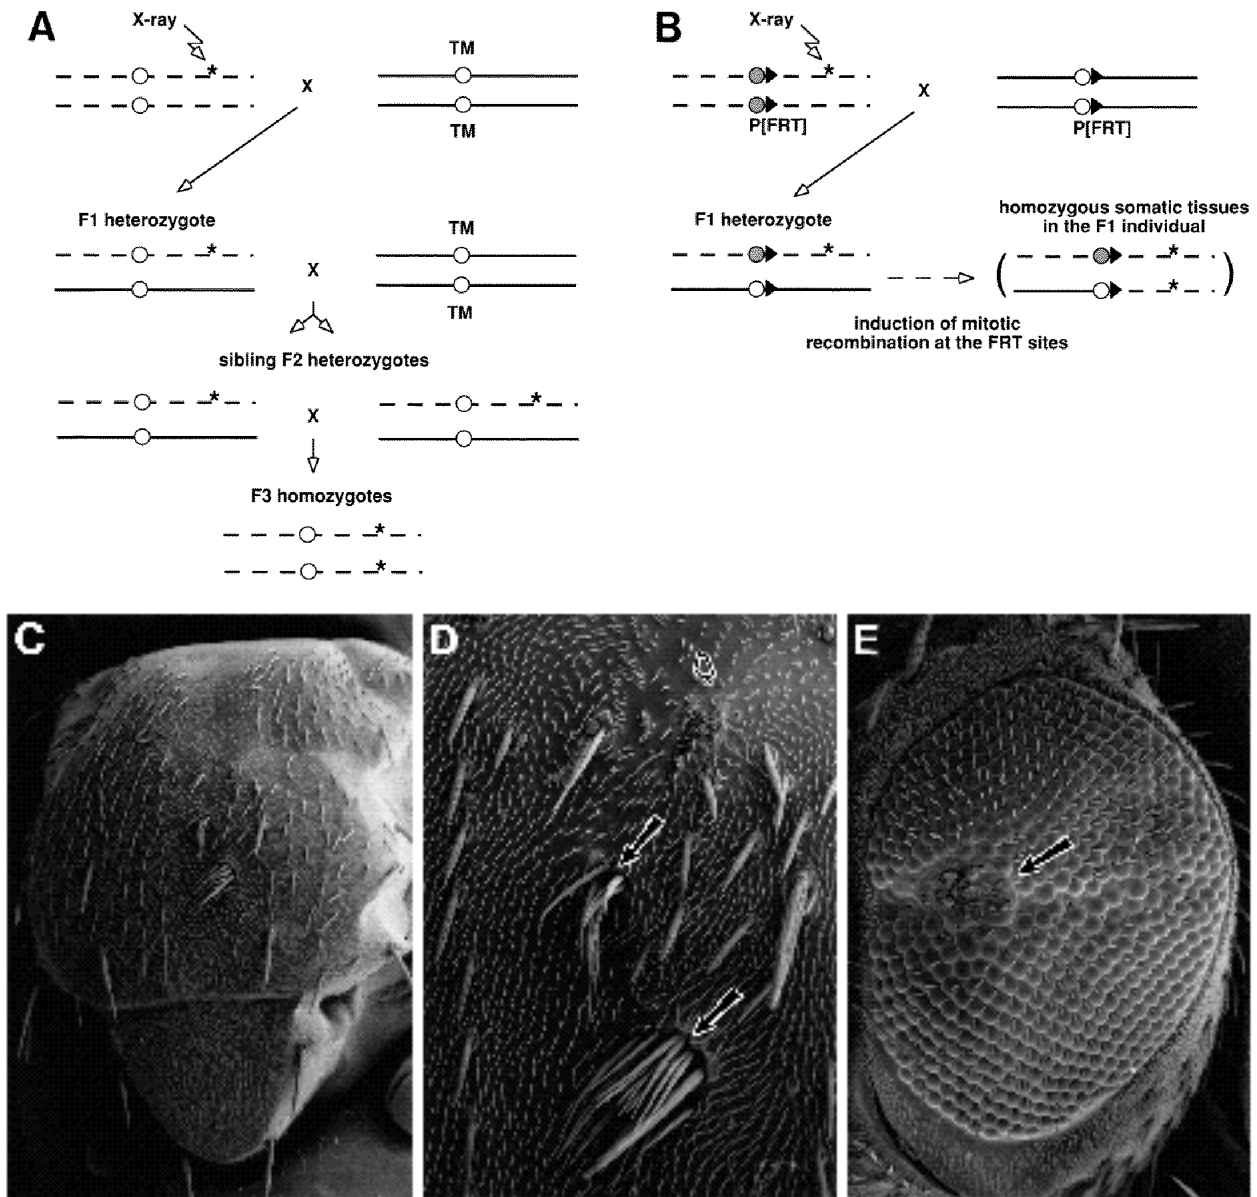 A
X-ray
*
TM
X
TM
F1 heterozygote
*
TM
X
TM
sibling F2 heterozygotes
*
*
X
F3 homozygotes
*
*
B
X-ray
*
X
P[FRT]
P[FRT]
F1 heterozygote
*
homozygous somatic tissues
in the F1 individual
( * )
*
induction of mitotic
recombination at the FRT sites
C
D
E